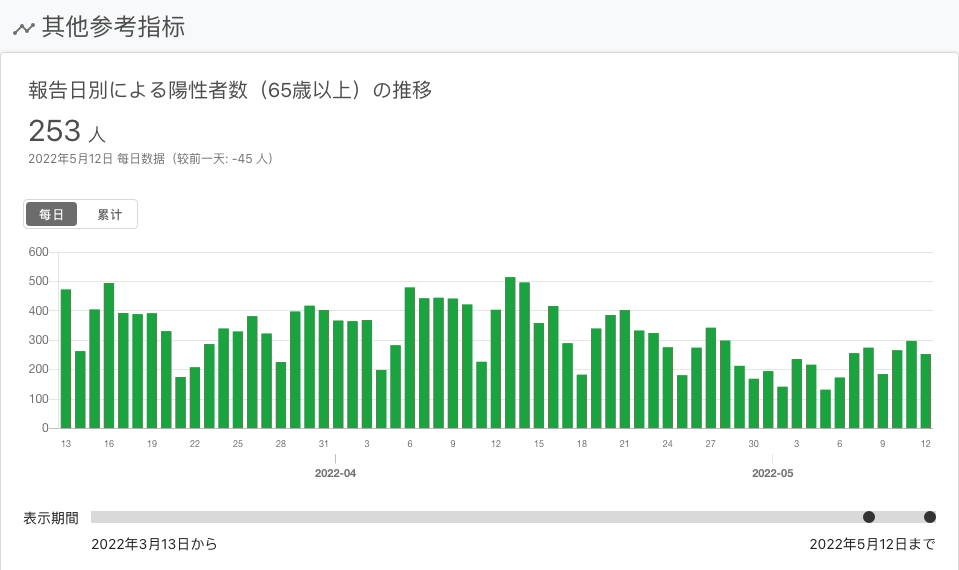 其他参考指标
報告日別による陽性者数（65歳以上）の推移
253 人
2022年5月12日 每日数据（较前一天: -45 人）
每日 累计
600
500
400
300
200
100
0
13 16 19 22 25 28 31 3 6 9 12 15 18 21 24 27 30 3 6 9 12
2022-04 2022-05
表示期間
2022年3月13日から 2022年5月12日まで